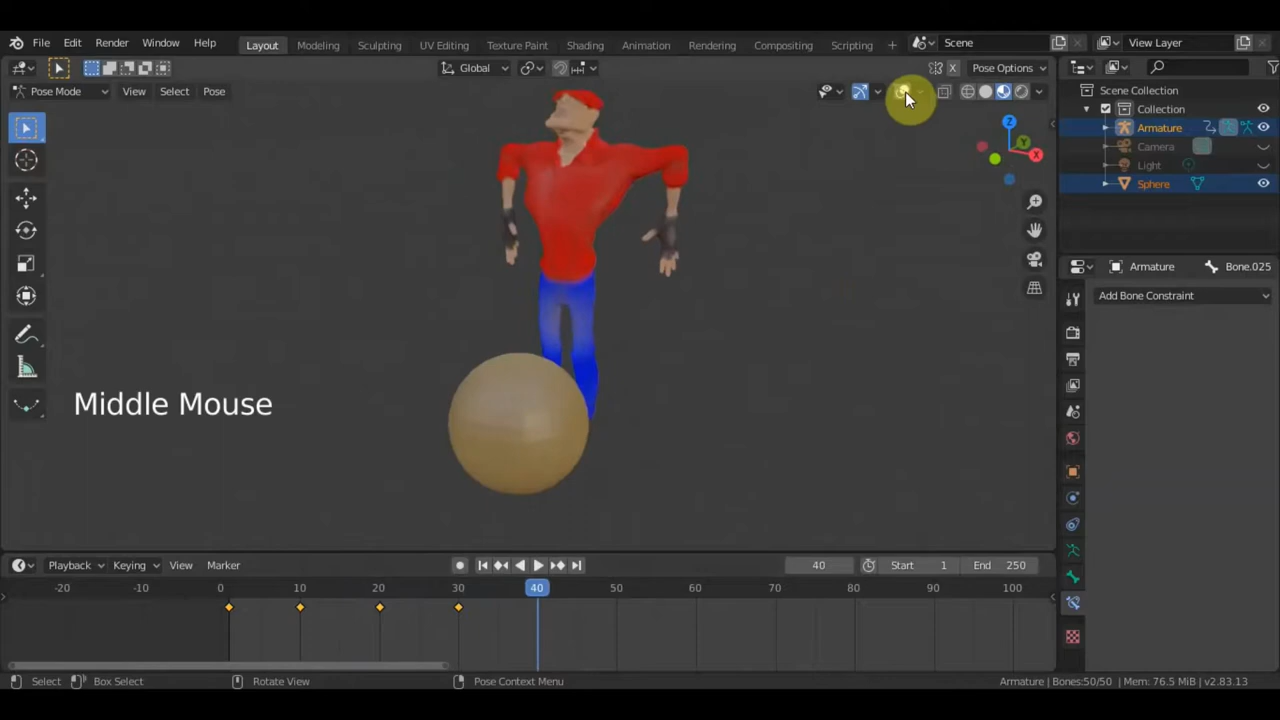 File Edit Render Window Help Layout Modeling Sculpting UV Editing Texture Paint Shading Animation Rendering Compositing Scripting + Scene View Layer
Global X Pose Options
Pose Mode View Select Pose
Scene Collection
Collection
Armature
Camera
Light
Sphere
Z
Y
X
Armature Bone.025
Add Bone Constraint
Middle Mouse
Playback Keying View Marker 40 Start 1 End 250
-20 -10 0 10 20 30 40 50 60 70 80 90 100
Select Box Select Rotate View Pose Context Menu Armature | Bones:50/50 | Mem: 76.5 MiB | v2.83.13